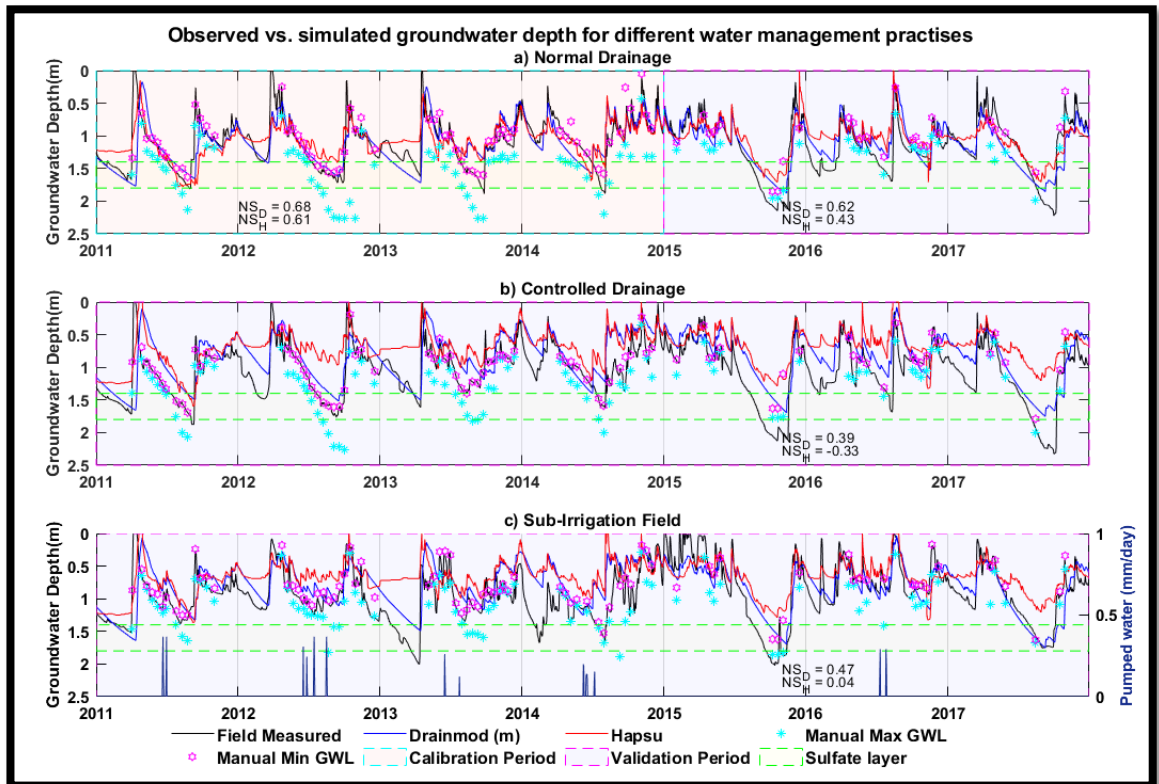 Observed vs. simulated groundwater depth for different water management practises
a) Normal Drainage
Groundwater Depth(m)
0
0.5
1
1.5
2
2.5
NS_D = 0.68
NS_H = 0.61
NS_D = 0.62
NS_H = 0.43
2011 2012 2013 2014 2015 2016 2017
b) Controlled Drainage
Groundwater Depth(m)
0
0.5
1
1.5
2
2.5
NS_D = 0.39
NS_H = -0.33
2011 2012 2013 2014 2015 2016 2017
c) Sub-Irrigation Field
Groundwater Depth(m)
0
0.5
1
1.5
2
2.5
NS_D = 0.47
NS_H = 0.04
1
0.5
0
Pumped water (mm/day)
2011 2012 2013 2014 2015 2016 2017
Field Measured Drainmod (m) Hapsu Manual Max GWL
Manual Min GWL Calibration Period Validation Period Sulfate layer